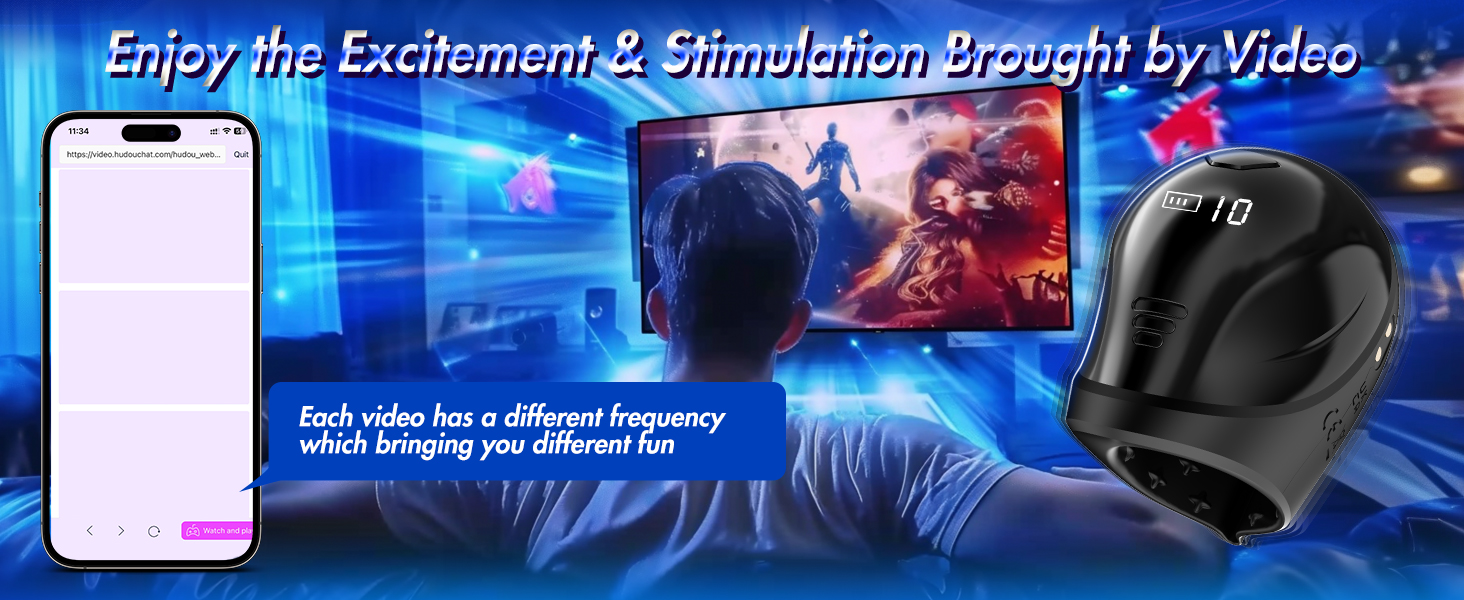 Enjoy the Excitement & Stimulation Brought by Video
11:34
https://video.hudouchat.com/hudou_web... Quit
10
Each video has a different frequency
which bringing you different fun
Watch and pla